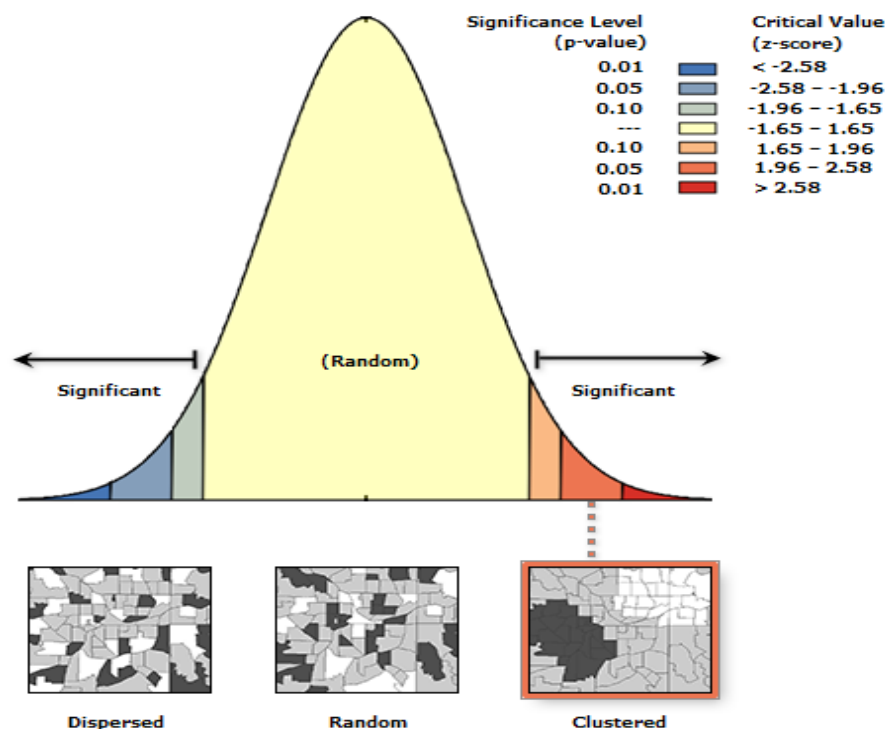 Significance Level Critical Value
(p-value) (z-score)
0.01 < -2.58
0.05 -2.58 – -1.96
0.10 -1.96 – -1.65
--- -1.65 – 1.65
0.10 1.65 – 1.96
0.05 1.96 – 2.58
0.01 > 2.58
(Random)
Significant Significant
Dispersed Random Clustered